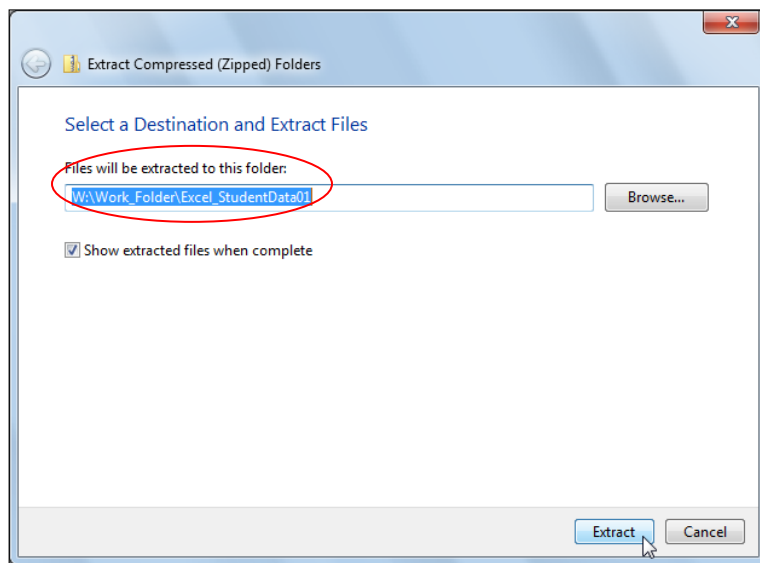 Extract Compressed (Zipped) Folders
Select a Destination and Extract Files
Files will be extracted to this folder:
W:\Work_Folder\Excel_StudentData01
Browse...
Show extracted files when complete
Extract
Cancel